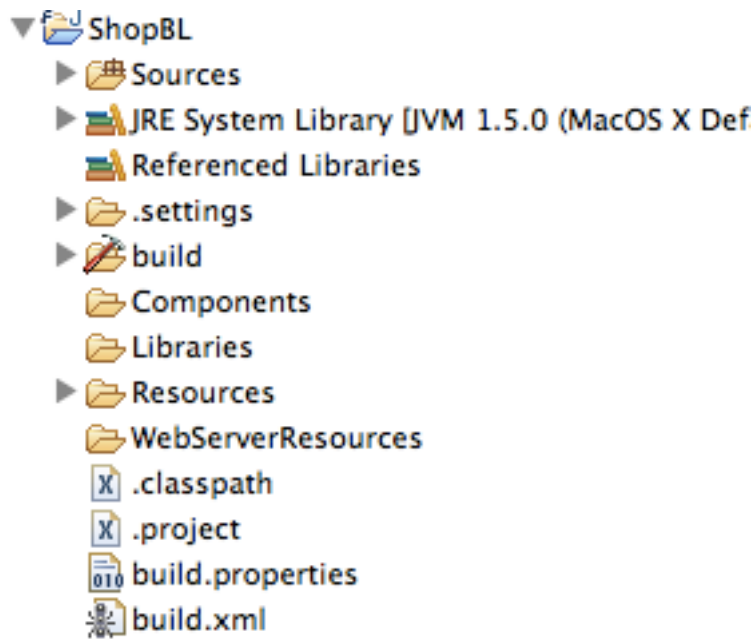 ShopBL
Sources
JRE System Library [JVM 1.5.0 (MacOS X Def
Referenced Libraries
.settings
build
Components
Libraries
Resources
WebServerResources
.classpath
.project
build.properties
build.xml